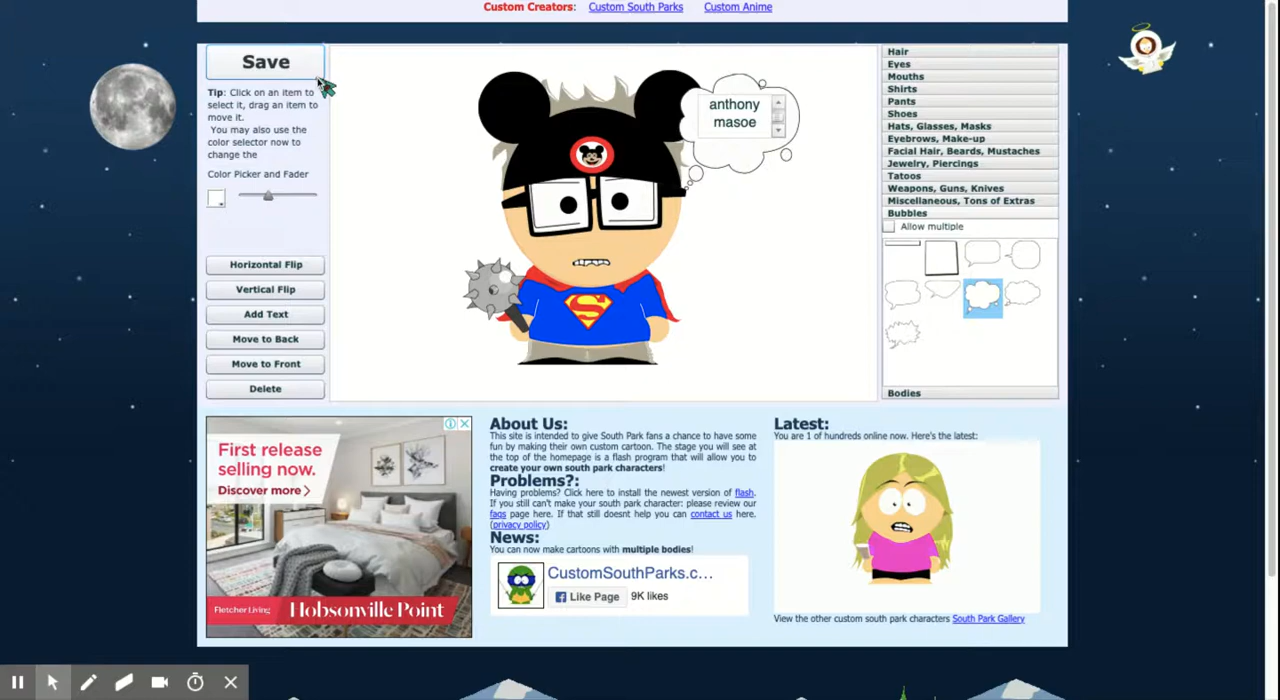 Custom Creators: Custom South Parks Custom Anime
Save
Tip: Click on an item to
select it, drag an item to
move it.
You may also use the
color selector now to
change the
Color Picker and Fader
Horizontal Flip
Vertical Flip
Add Text
Move to Back
Move to Front
Delete
anthony
masoe
Hair
Eyes
Mouths
Shirts
Pants
Shoes
Hats, Glasses, Masks
Eyebrows, Make-up
Facial Hair, Beards, Mustaches
Jewelry, Piercings
Tatoos
Weapons, Guns, Knives
Miscellaneous, Tons of Extras
Bubbles
Allow multiple
Bodies
First release
selling now.
Discover more >
Fletcher Living Hobsonville Point
About Us:
This site is intended to give South Park fans a chance to have some
fun by making their own custom cartoon. The stage you will see at
the top of the homepage is a flash program that will allow you to
create your own south park characters!
Problems?:
Having problems? Click here to install the newest version of flash.
If you still can't make your south park character: please review our
faqs page here. If that still doesnt help you can contact us here.
(privacy policy)
News:
You can now make cartoons with multiple bodies!
CustomSouthParks.c...
Like Page 9K likes
Latest:
You are 1 of hundreds online now. Here's the latest:
View the other custom south park characters South Park Gallery